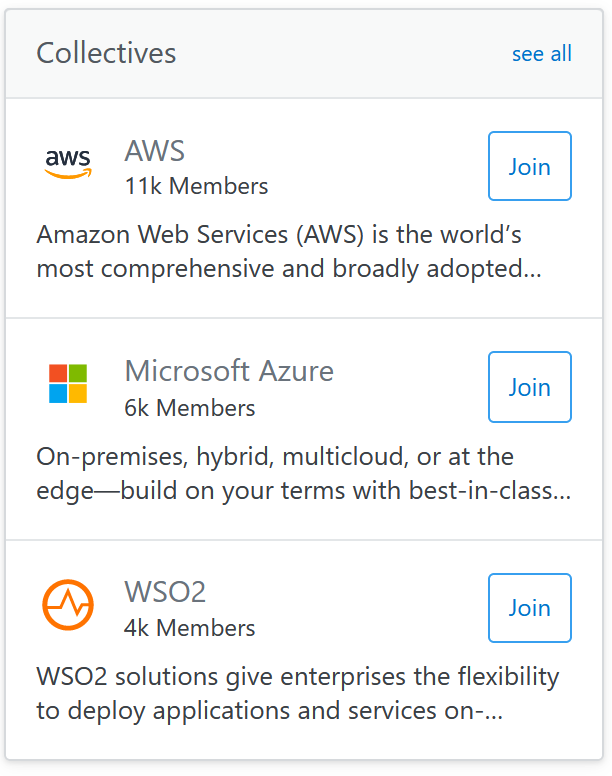 Collectives see all
aws
AWS
11k Members
Join
Amazon Web Services (AWS) is the world’s
most comprehensive and broadly adopted...
Microsoft Azure
6k Members
Join
On-premises, hybrid, multicloud, or at the
edge—build on your terms with best-in-class...
WSO2
4k Members
Join
WSO2 solutions give enterprises the flexibility
to deploy applications and services on-...